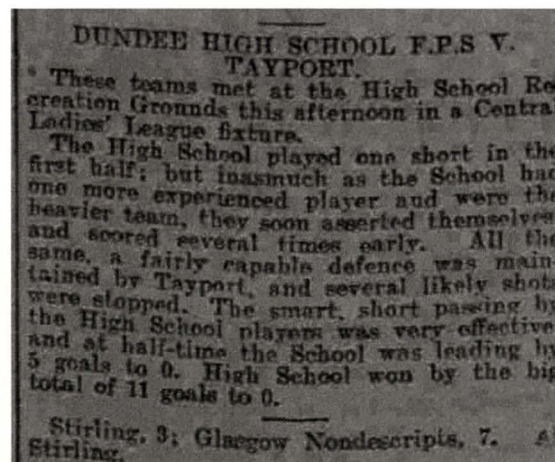 DUNDEE HIGH SCHOOL F.P.S V.
TAYPORT.
These teams met at the High School Re
creation Grounds this afternoon in a Centra
Ladies' League fixture.
The High School played one short in the
first half; but inasmuch as the School had
one more experienced player and were the
heavier team, they soon asserted themselves
and scored several times early. All the
same, a fairly capable defence was main-
tained by Tayport, and several likely shots
were stopped. The smart, short passing by
the High School players was very effective
and at half-time the School was leading by
5 goals to 0. High School won by the big
total of 11 goals to 0.
Stirling, 3; Glasgow Nondescripts, 7. At
Stirling.